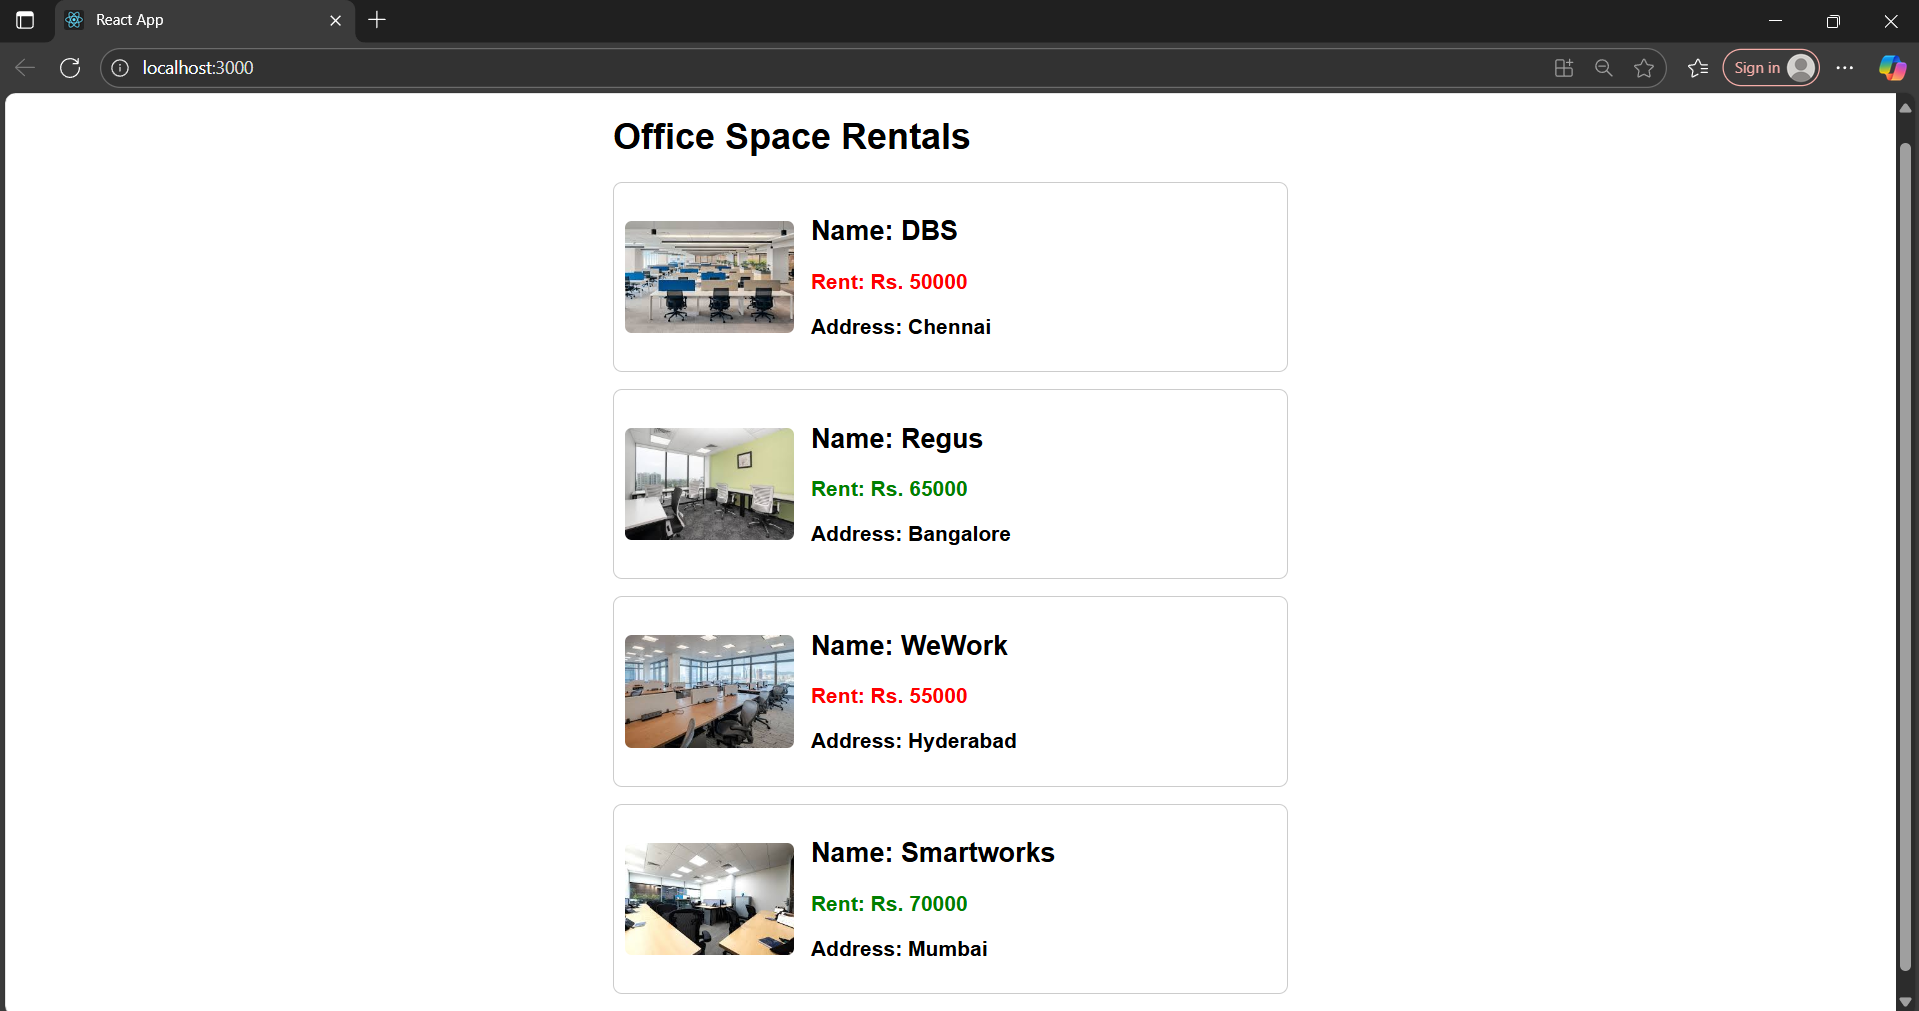 React App
localhost:3000
Sign in
Office Space Rentals
Name: DBS
Rent: Rs. 50000
Address: Chennai
Name: Regus
Rent: Rs. 65000
Address: Bangalore
Name: WeWork
Rent: Rs. 55000
Address: Hyderabad
Name: Smartworks
Rent: Rs. 70000
Address: Mumbai